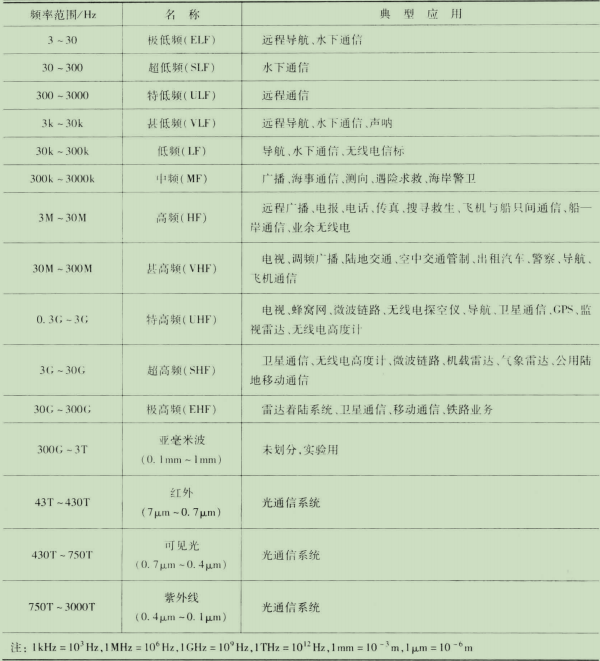 频率范围/Hz 名 称 典 型 应 用
3~30 极低频(ELF) 远程导航、水下通信
30~300 超低频(SLF) 水下通信
300~3000 特低频(ULF) 远程通信
3k~30k 甚低频(VLF) 远程导航、水下通信、声呐
30k~300k 低频(LF) 导航、水下通信、无线电信标
300k~3000k 中频(MF) 广播、海事通信、测向、遇险求救、海岸警卫
3M~30M 高频(HF) 远程广播、电报、电话、传真、搜寻救生、飞机与船只间通信、船—
岸通信、业余无线电
30M~300M 甚高频(VHF) 电视、调频广播、陆地交通、空中交通管制、出租汽车、警察、导航、
飞机通信
0.3G~3G 特高频(UHF) 电视、蜂窝网、微波链路、无线电探空仪、导航、卫星通信、GPS、监
视雷达、无线电高度计
3G~30G 超高频(SHF) 卫星通信、无线电高度计、微波链路、机载雷达、气象雷达、公用陆
地移动通信
30G~300G 极高频(EHF) 雷达着陆系统、卫星通信、移动通信、铁路业务
300G~3T 亚毫米波
(0.1mm~1mm) 未划分,实验用
43T~430T 红外
(7μm~0.7μm) 光通信系统
430T~750T 可见光
(0.7μm~0.4μm) 光通信系统
750T~3000T 紫外线
(0.4μm~0.1μm) 光通信系统
注:1kHz=10³Hz,1MHz=10⁶Hz,1GHz=10⁹Hz,1THz=10¹²Hz,1mm=10⁻³m,1μm=10⁻⁶m